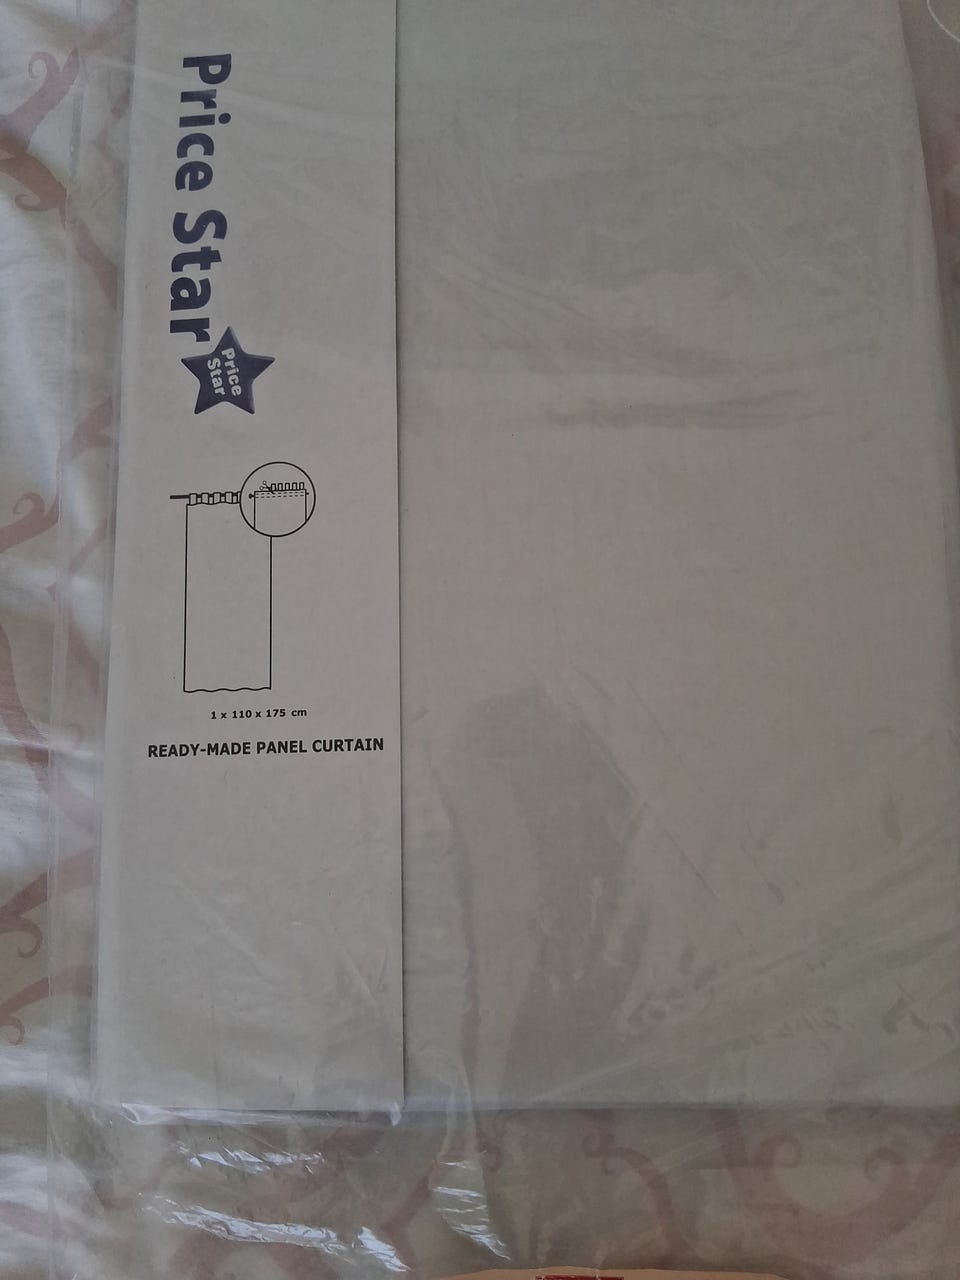 Price Star
Price
Star
1 x 110 x 175 cm
READY-MADE PANEL CURTAIN